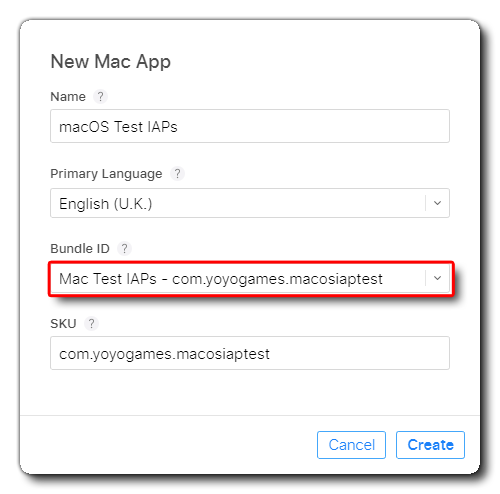 New Mac App
Name ?
macOS Test IAPs
Primary Language ?
English (U.K.)
Bundle ID ?
Mac Test IAPs - com.yoyogames.macosiaptest
SKU ?
com.yoyogames.macosiaptest
Cancel Create